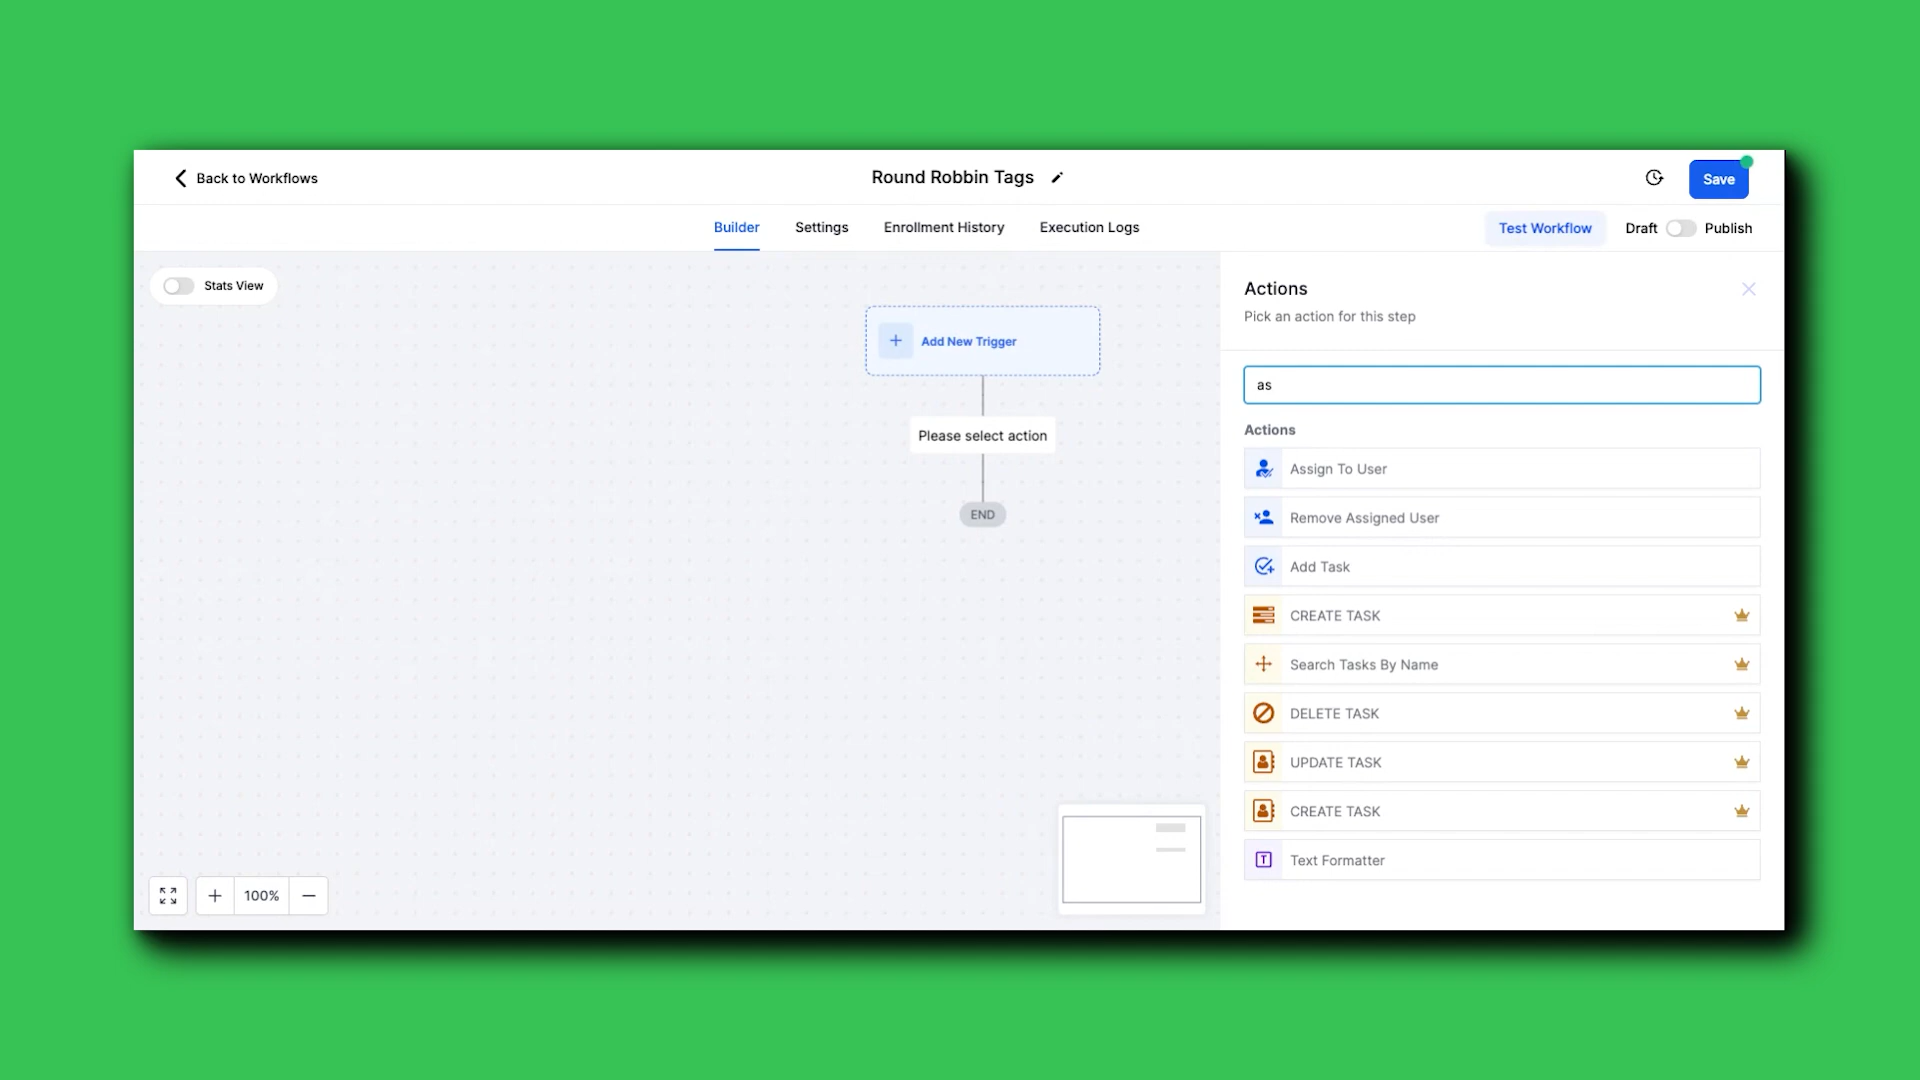 Back to Workflows
Round Robbin Tags
Save
Builder
Settings
Enrollment History
Execution Logs
Test Workflow
Draft
Publish
Stats View
Add New Trigger
Please select action
END
100%
Actions
Pick an action for this step
as
Actions
Assign To User
Remove Assigned User
Add Task
CREATE TASK
Search Tasks By Name
DELETE TASK
UPDATE TASK
CREATE TASK
T
Text Formatter